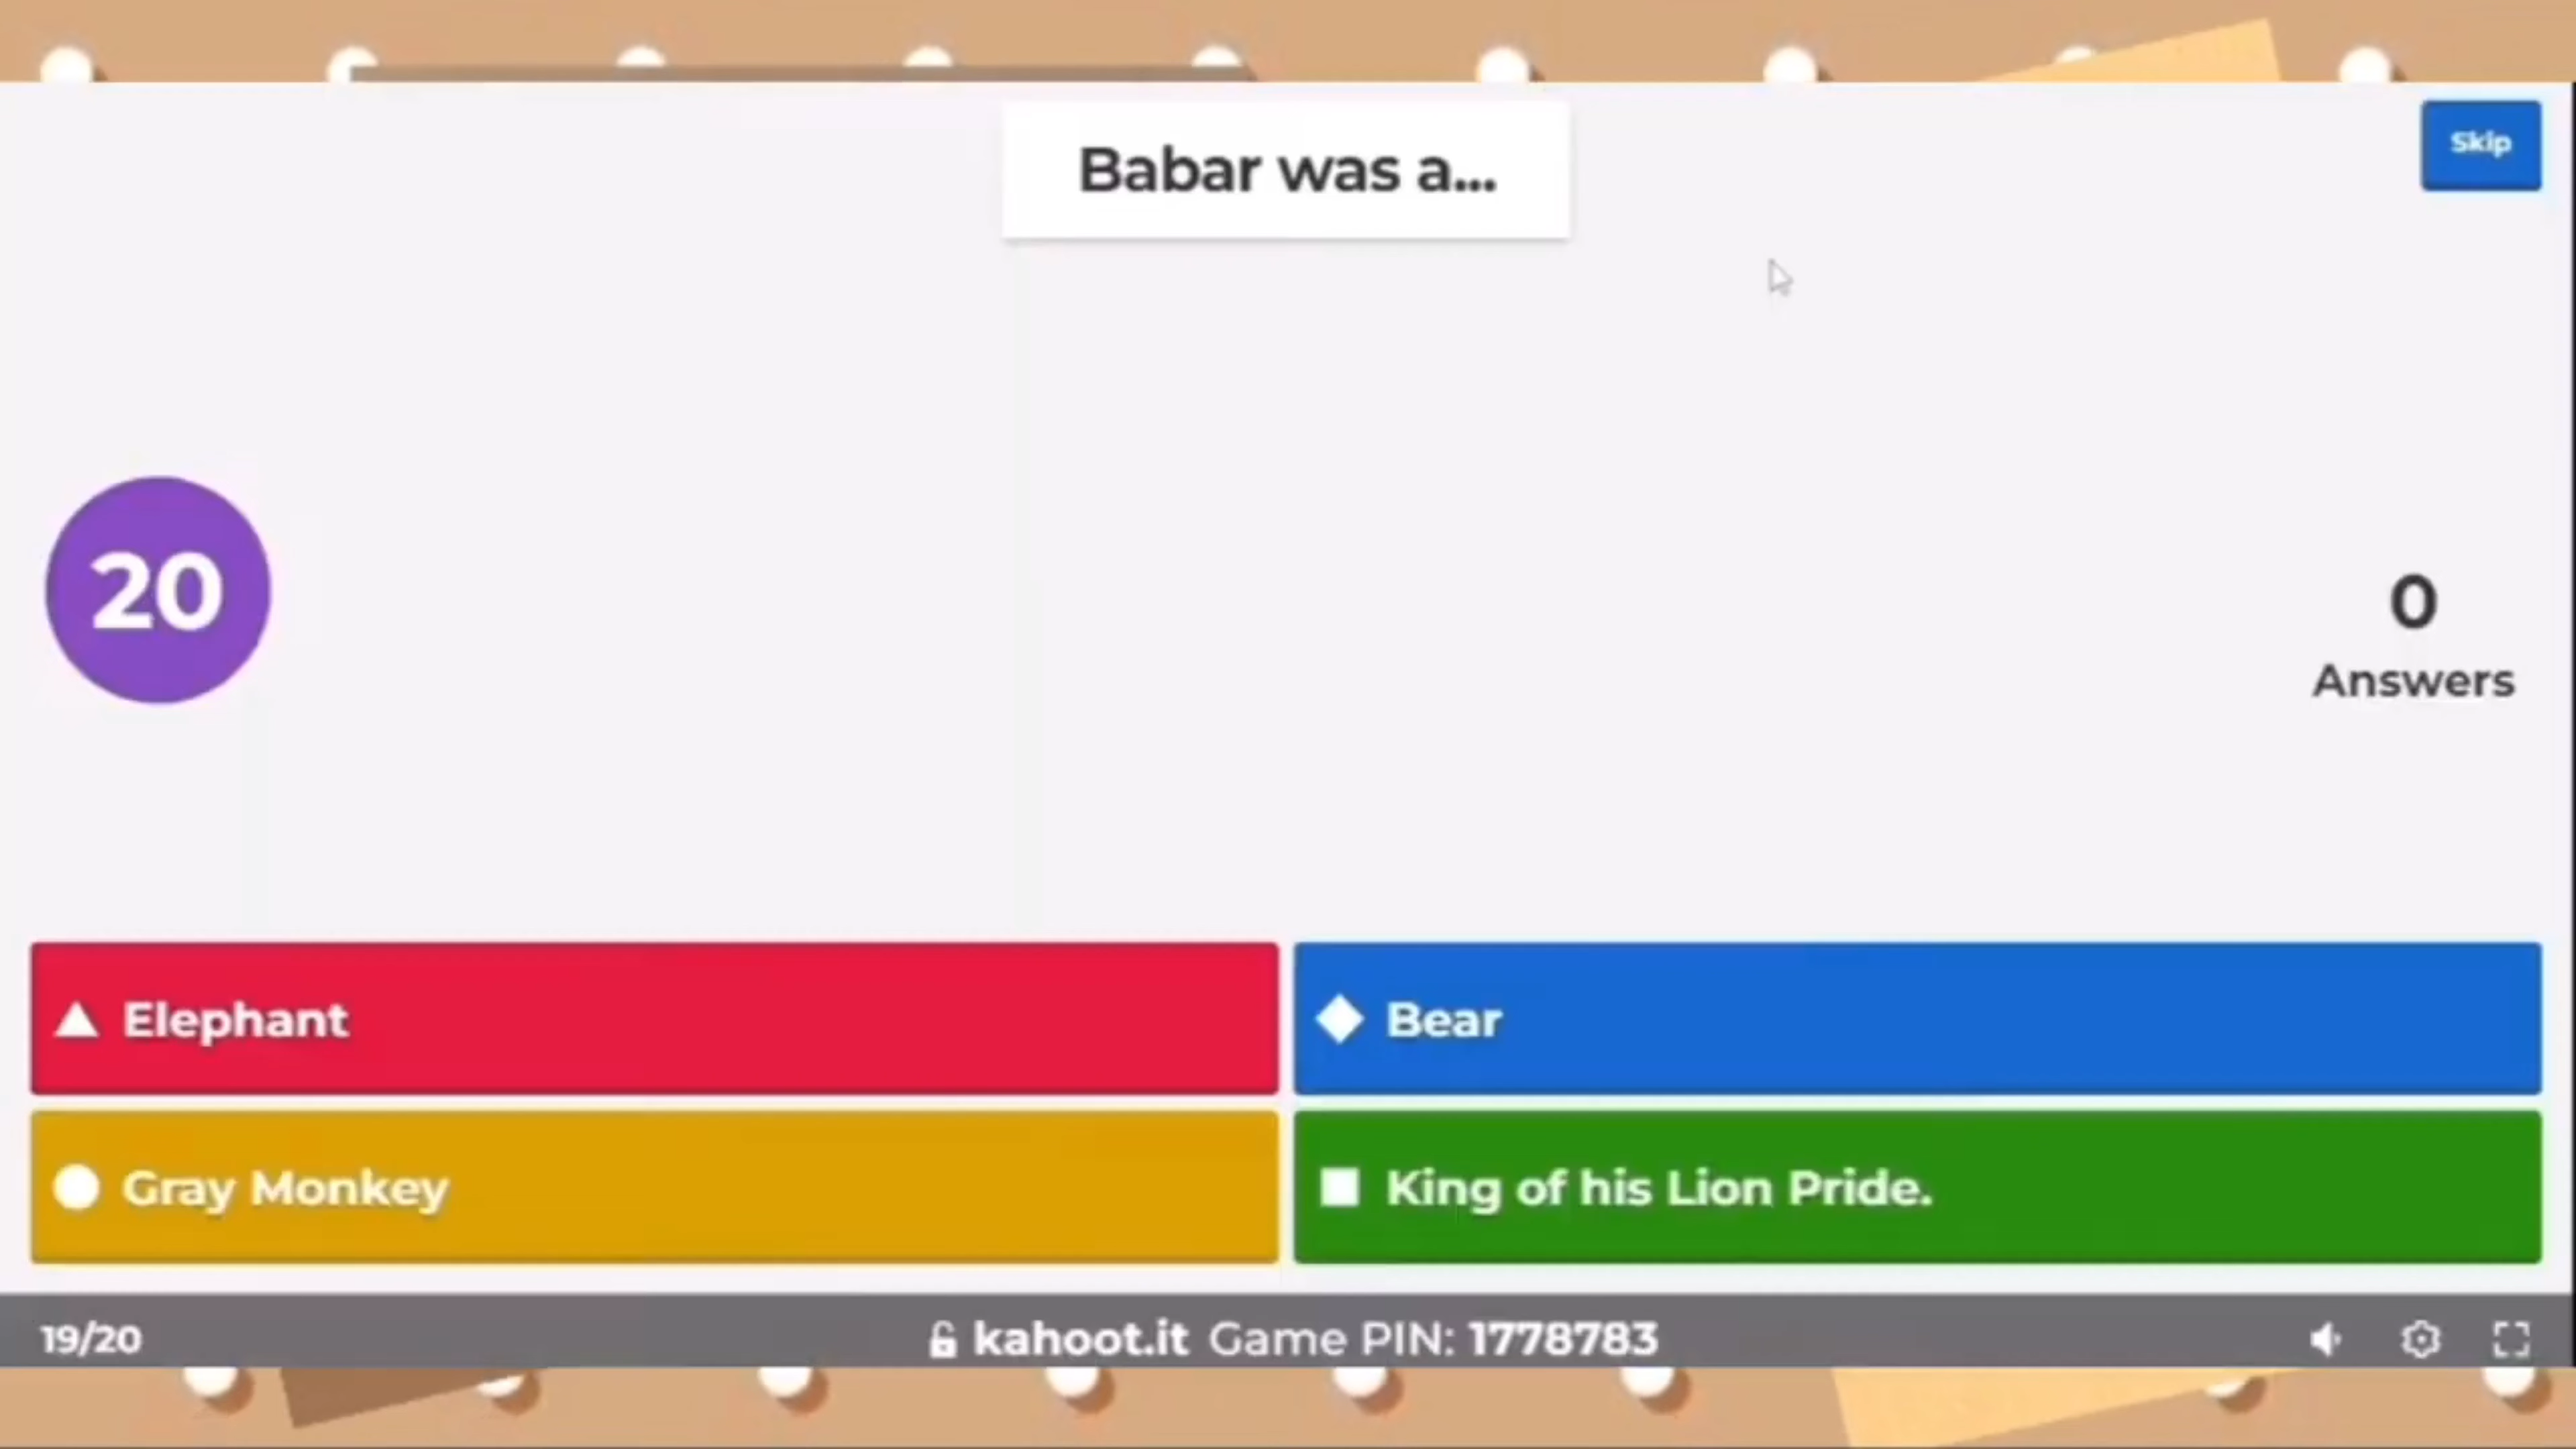 Babar was a...
Skip
20
0
Answers
Elephant
Bear
Gray Monkey
King of his Lion Pride.
19/20
kahoot.it Game PIN: 1778783